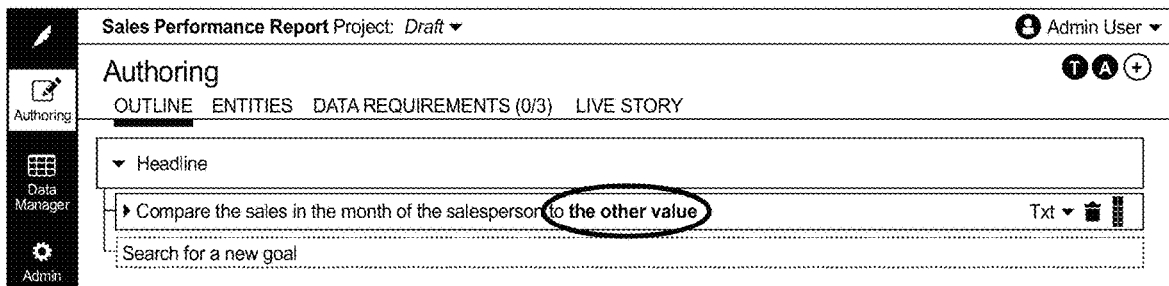 Sales Performance Report Project: Draft
Admin User
Authoring
T A +
OUTLINE ENTITIES DATA REQUIREMENTS (0/3) LIVE STORY
Authoring
Headline
Data
Manager
Compare the sales in the month of the salesperson to the other value
Txt
Search for a new goal
Admin